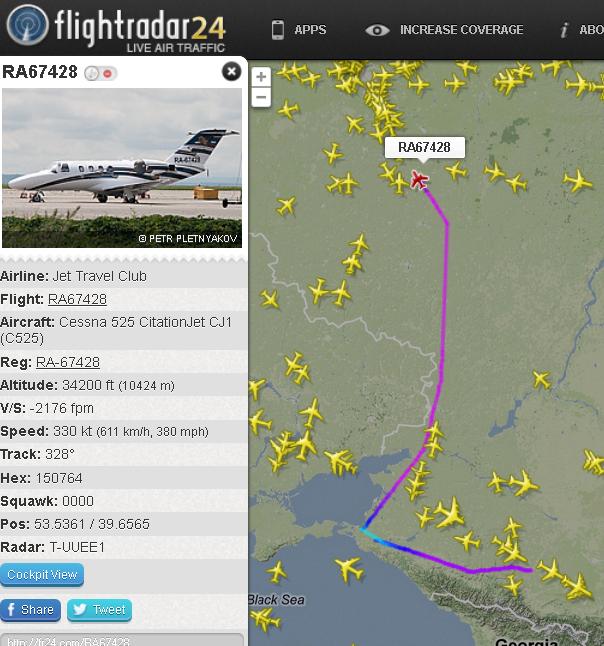 flightradar24
LIVE AIR TRAFFIC
APPS
INCREASE COVERAGE
i ABO
RA67428
RA-67428
© PETR PLETNYAKOV
Airline: Jet Travel Club
Flight: RA67428
Aircraft: Cessna 525 CitationJet CJ1
(C525)
Reg: RA-67428
Altitude: 34200 ft (10424 m)
V/S: -2176 fpm
Speed: 330 kt (611 km/h, 380 mph)
Track: 328°
Hex: 150764
Squawk: 0000
Pos: 53.5361 / 39.6565
Radar: T-UUEE1
Cockpit View
f Share
Tweet
http://fr24.com/RA67428
+
−
RA67428
Black Sea
Georgia